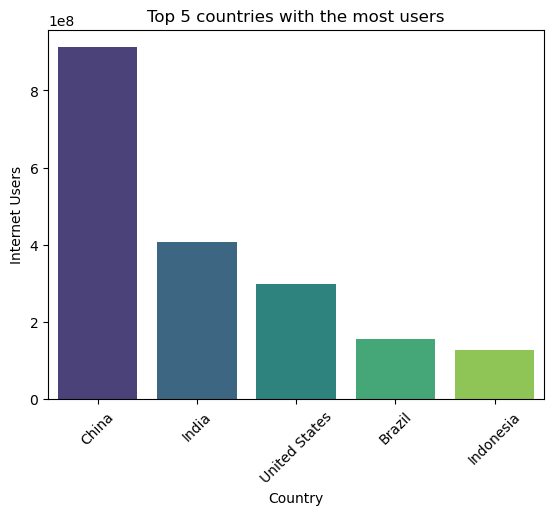 Top 5 countries with the most users
1e8
8
6
4
2
0
Internet Users
China
India
United States
Brazil
Indonesia
Country